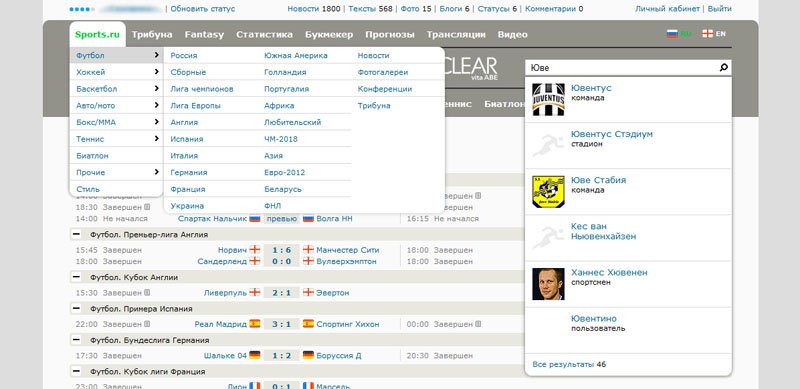 Обновить статус Новости 1800 | Тексты 568 | Фото 15 | Блоги 6 | Статусы 6 | Комментарии 0 Личный кабинет | Выйти
Sports.ru Трибуна Fantasy Статистика Букмекер Прогнозы Трансляции Видео RU EN
Футбол
Хоккей
Баскетбол
Авто/мото
Бокс/MMA
Теннис
Биатлон
Прочие
Стиль
Россия
Сборные
Лига чемпионов
Лига Европы
Англия
Испания
Италия
Германия
Франция
Украина
Южная Америка
Голландия
Португалия
Африка
Любительский
ЧМ-2018
Азия
Евро-2012
Беларусь
ФНЛ
Новости
Фотогалереи
Конференции
Трибуна
CLEAR
vita ABE
ннис Биатлон
Юве
Ювентус
команда
Ювентус Стэдиум
стадион
Юве Стабия
команда
Кес ван
Ньювенхайзен
Ханнес Хювенен
спортсмен
Ювентино
пользователь
Все результаты 46
18:30 Завершен 18:00 Завершен
14:00 Не начался Спартак Нальчик превью Волга НН 16:15 Не начался
Футбол. Премьер-лига Англия
15:45 Завершен Норвич 1 : 6 Манчестер Сити 18:00 Завершен
18:00 Завершен Сандерленд 0 : 0 Вулверхэмптон 18:00 Завершен
Футбол. Кубок Англии
15:30 Завершен Ливерпуль 2 : 1 Эвертон
Футбол. Примера Испания
22:00 Завершен Реал Мадрид 3 : 1 Спортинг Хихон 00:00 Завершен
Футбол. Бундеслига Германия
17:30 Завершен Шальке 04 1 : 2 Боруссия Д 20:30 Завершен
Футбол. Кубок лиги Франция
Завершен Лион 0 : 1 Марсель